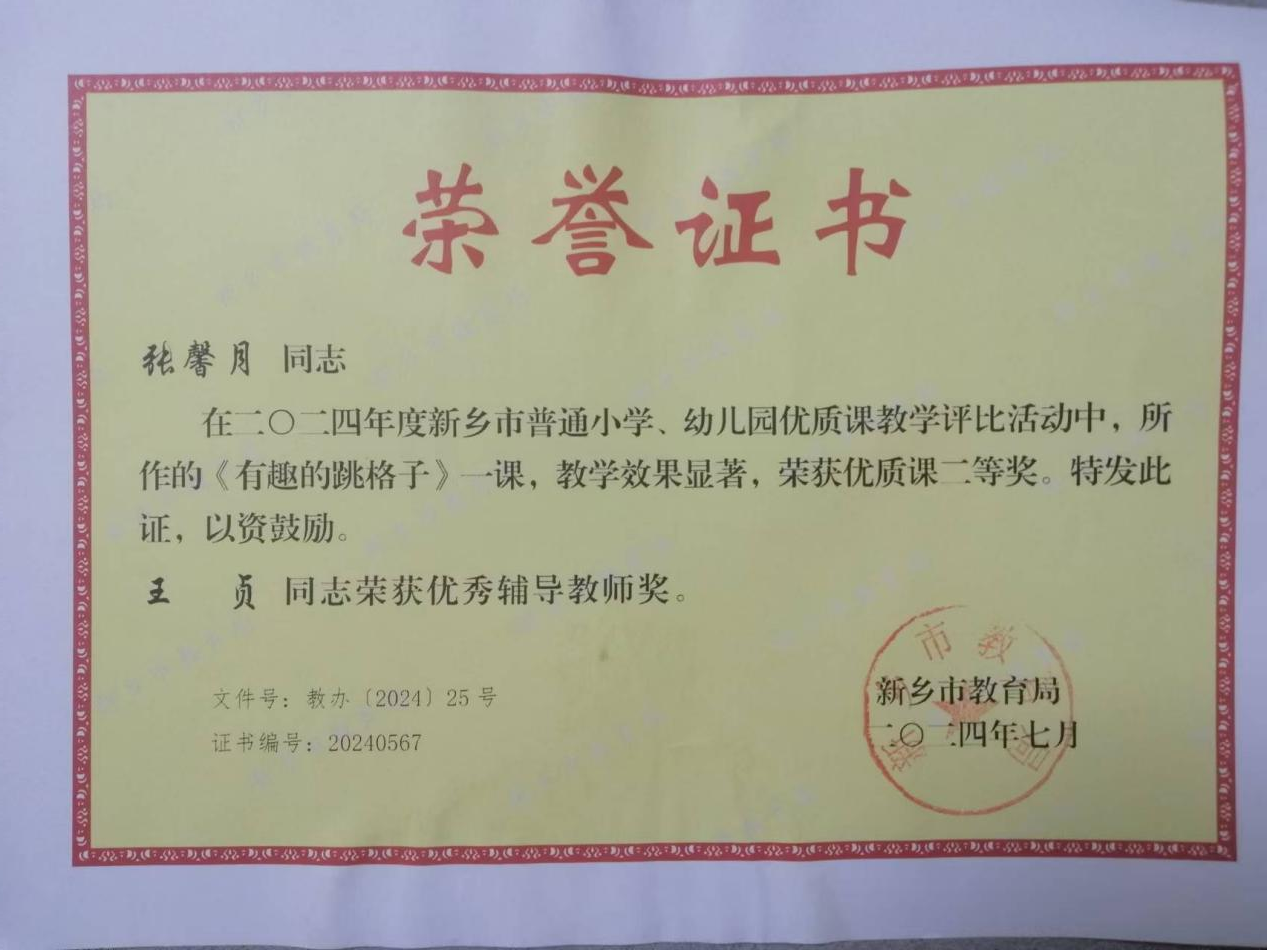 荣誉证书
张馨月 同志
在二〇二四年度新乡市普通小学、幼儿园优质课教学评比活动中，所
作的《有趣的跳格子》一课，教学效果显著，荣获优质课二等奖。特发此
证，以资鼓励。
王 贞 同志荣获优秀辅导教师奖。
文件号：教办〔2024〕25号
证书编号：20240567
新乡市教育局
二〇二四年七月